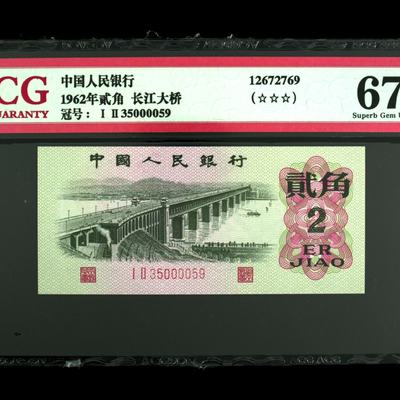 CG
UARANTY
中国人民银行
1962年贰角 长江大桥
冠号: I II 35000059
12672769
(☆☆☆)
67
Superb Gem U
中國人民銀行
貳角
2
ER
JIAO
I II 35000059